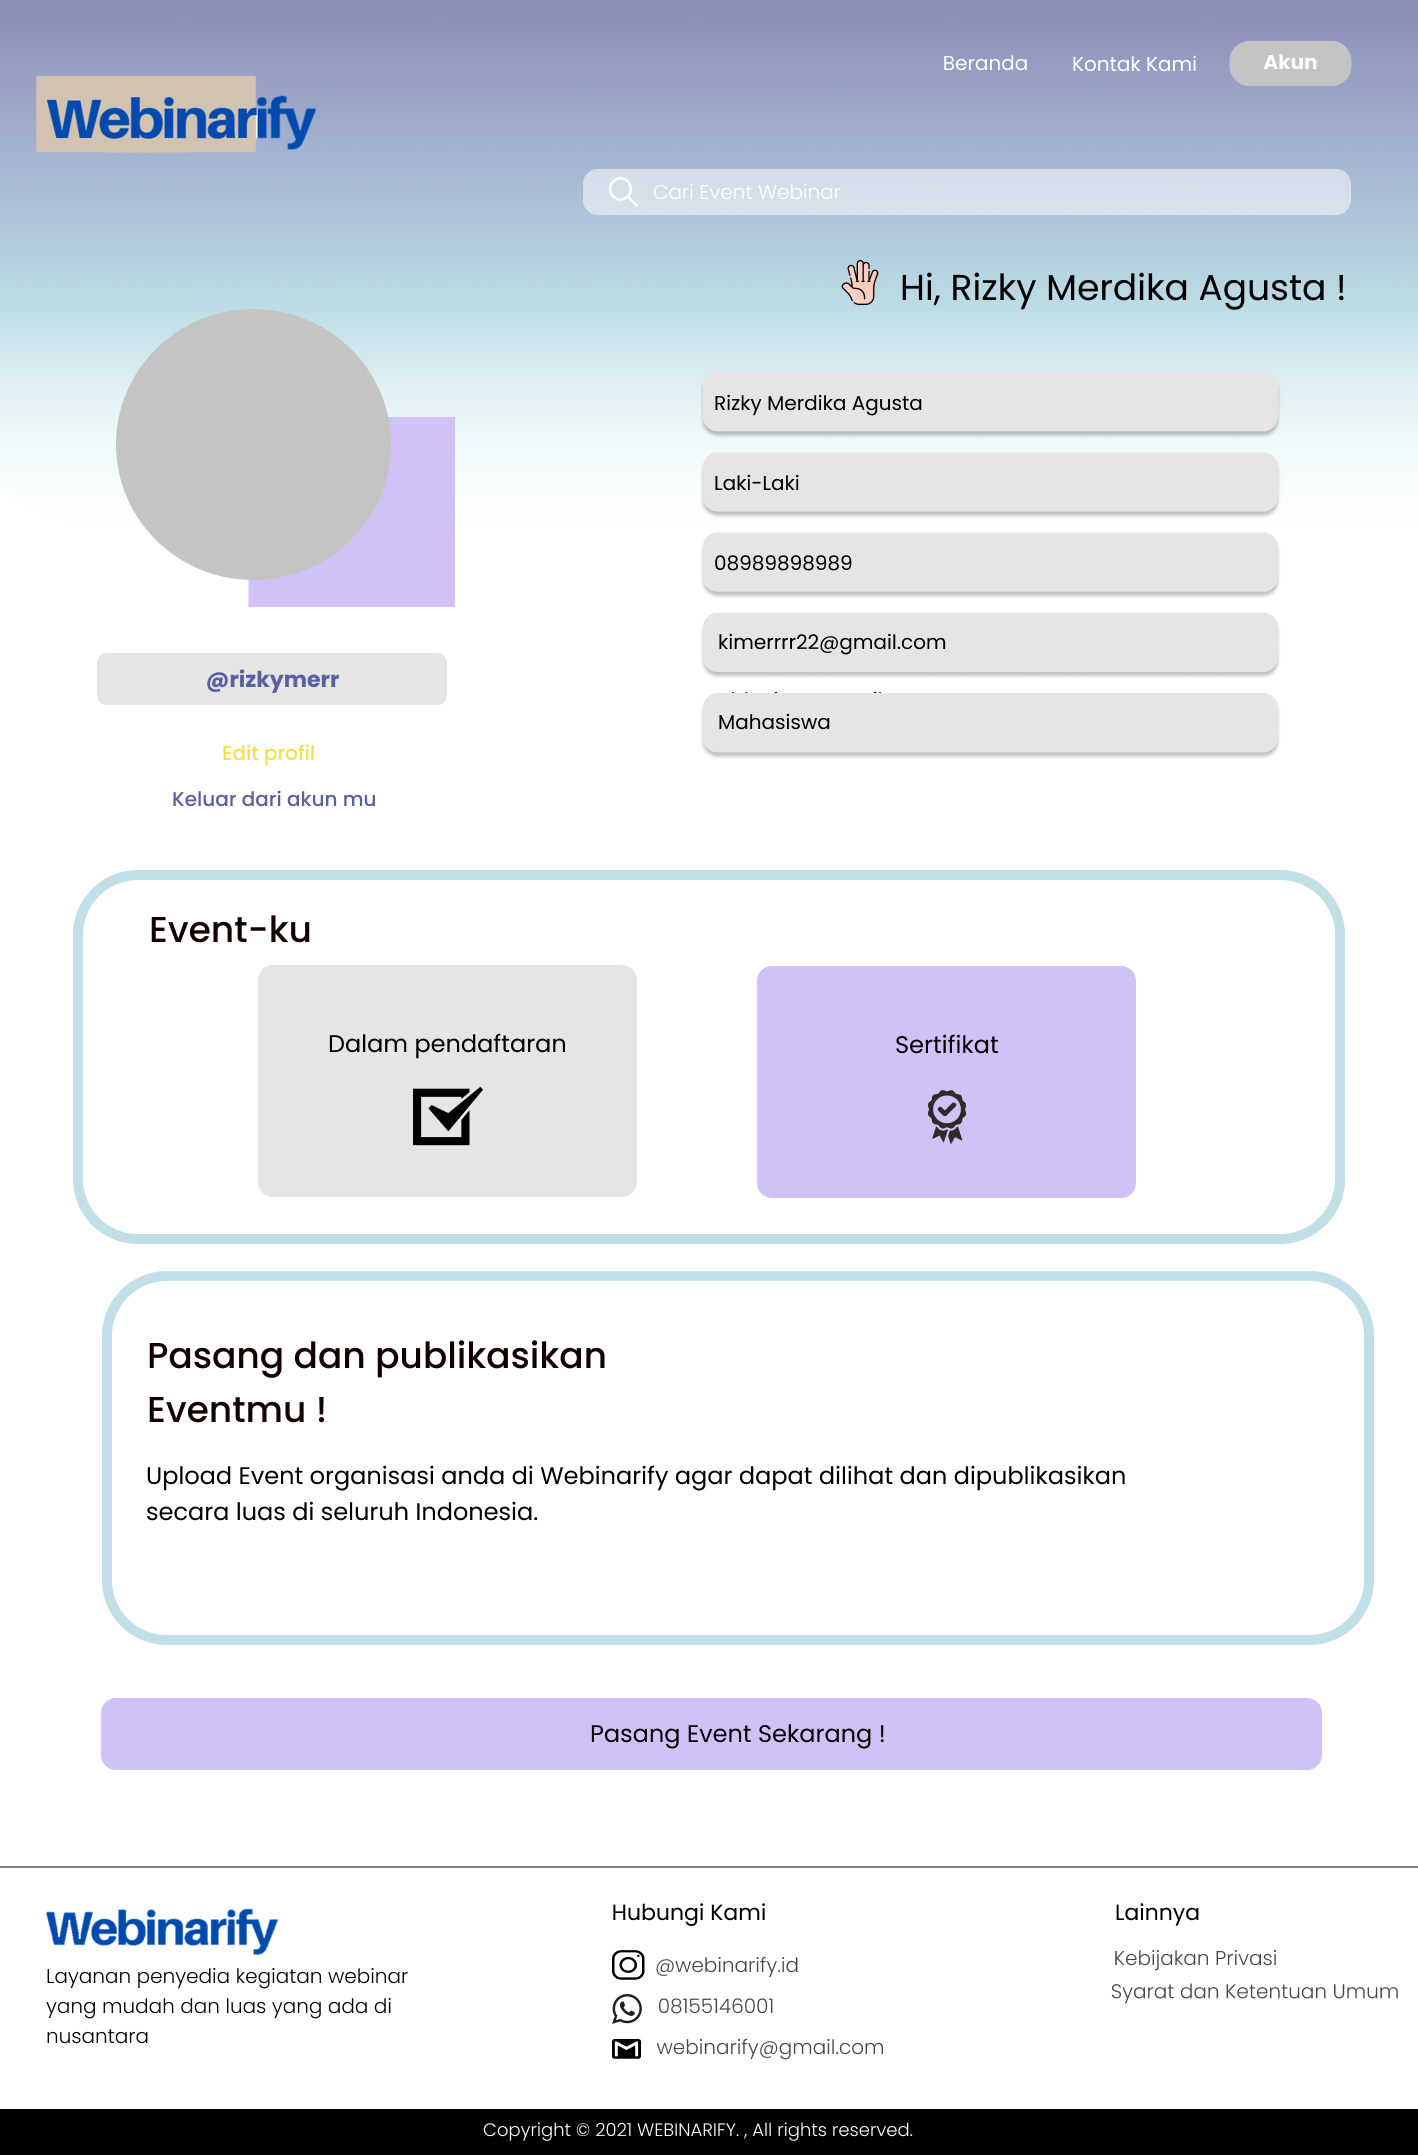 Beranda
Kontak Kami
Akun
Webinarify
Cari Event Webinar
Hi, Rizky Merdika Agusta !
Rizky Merdika Agusta
Laki-Laki
08989898989
kimerrrr22@gmail.com
Mahasiswa
@rizkymerr
Edit profil
Keluar dari akun mu
Event-ku
Dalam pendaftaran
Sertifikat
Pasang dan publikasikan
Eventmu !
Upload Event organisasi anda di Webinarify agar dapat dilihat dan dipublikasikan
secara luas di seluruh Indonesia.
Pasang Event Sekarang !
Webinarify
Layanan penyedia kegiatan webinar
yang mudah dan luas yang ada di
nusantara
Hubungi Kami
@webinarify.id
08155146001
webinarify@gmail.com
Lainnya
Kebijakan Privasi
Syarat dan Ketentuan Umum
Copyright © 2021 WEBINARIFY. , All rights reserved.